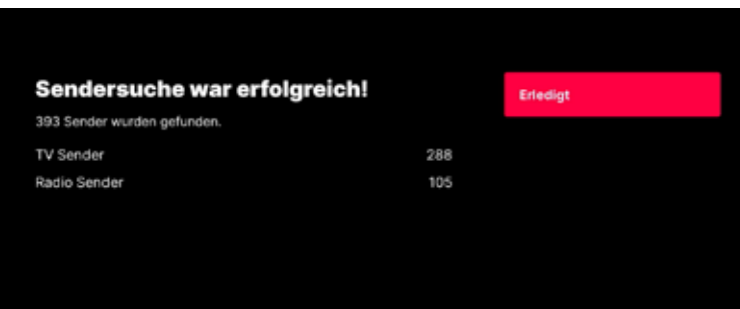 Sendersuche war erfolgreich!
Erledigt
393 Sender wurden gefunden.
TV Sender 288
Radio Sender 105